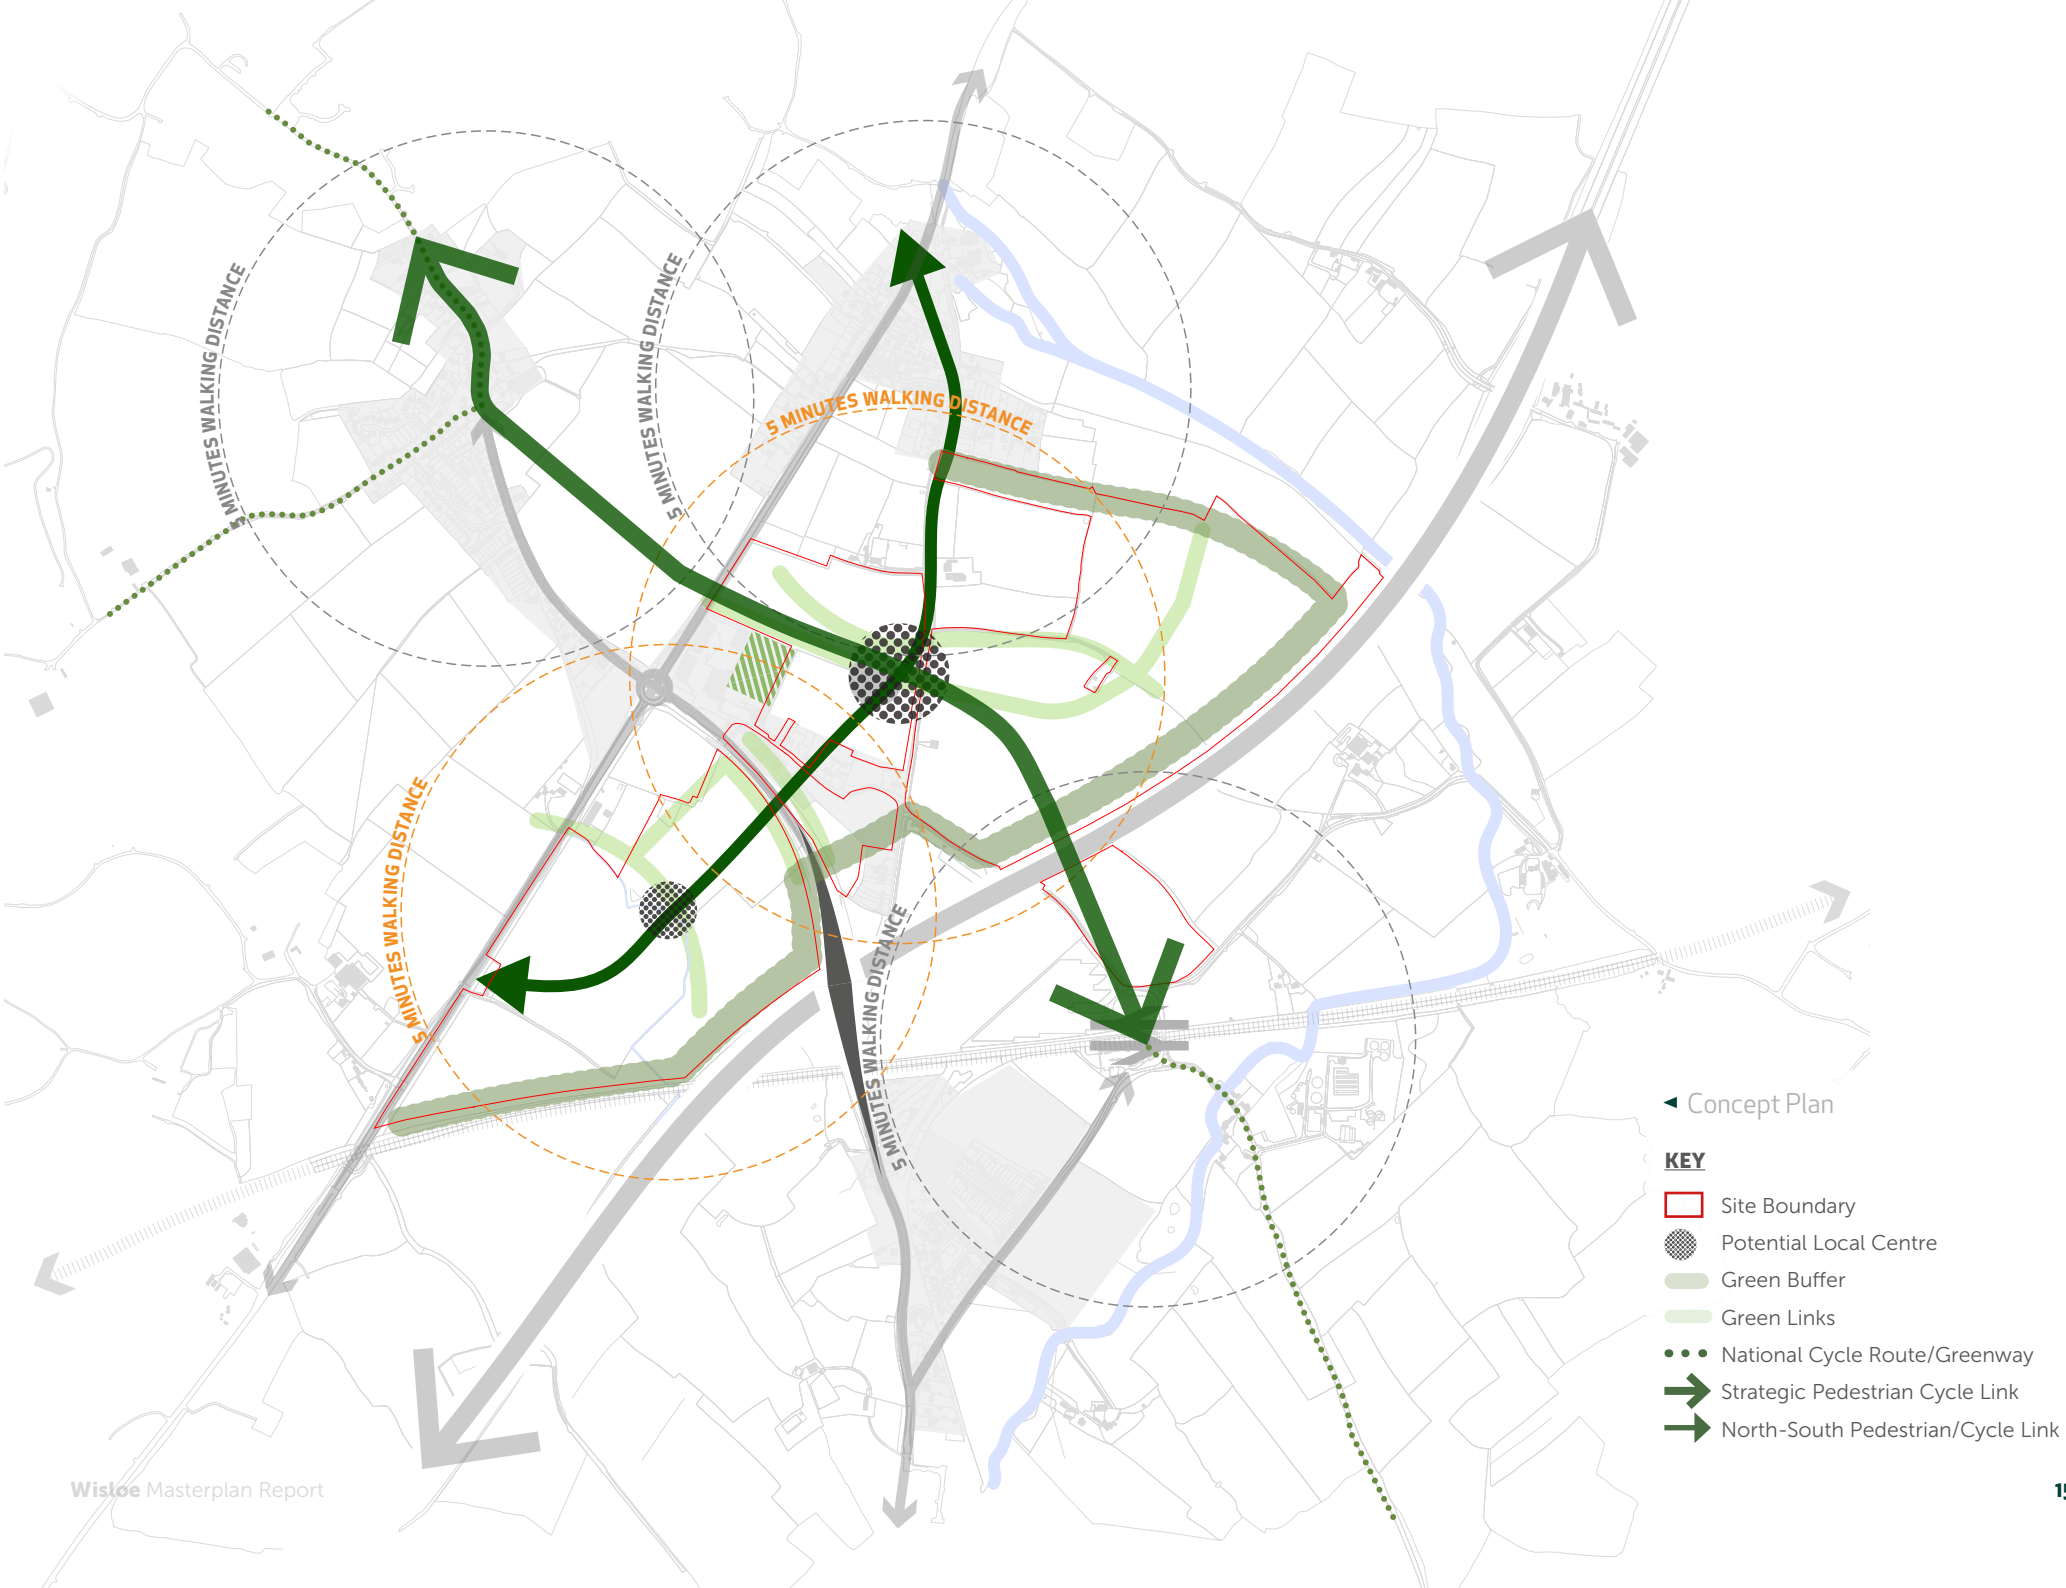 5 MINUTES WALKING DISTANCE
5 MINUTES WALKING DISTANCE
5 MINUTES WALKING DISTANCE
5 MINUTES WALKING DISTANCE
5 MINUTES WALKING DISTANCE
Concept Plan
KEY
Site Boundary
Potential Local Centre
Green Buffer
Green Links
National Cycle Route/Greenway
Strategic Pedestrian Cycle Link
North-South Pedestrian/Cycle Link
Wisloe Masterplan Report